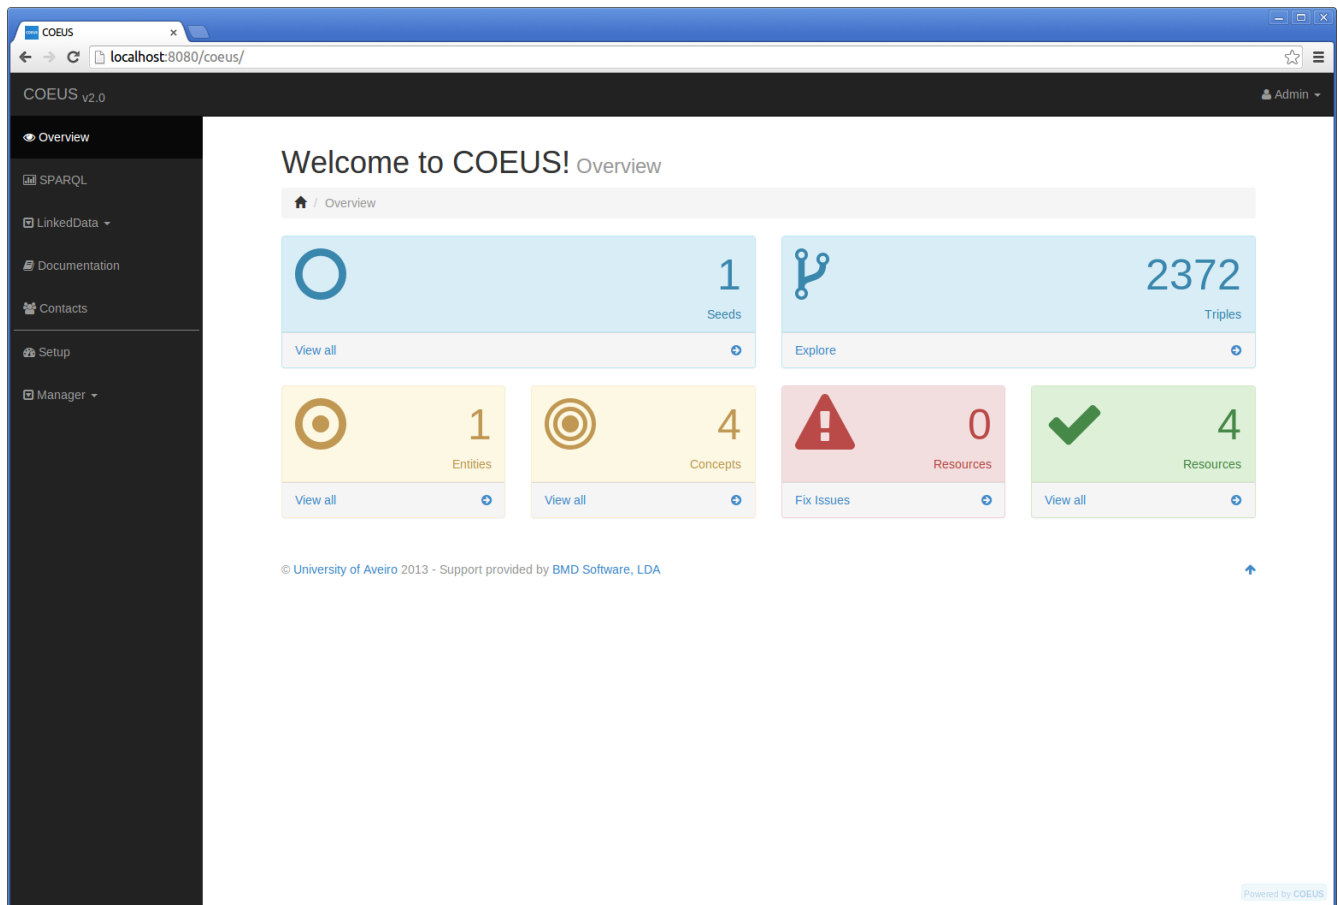 COEUS
localhost:8080/coeus/
COEUS v2.0
Admin
Overview
SPARQL
LinkedData
Documentation
Contacts
Setup
Manager
Welcome to COEUS! Overview
/ Overview
1
Seeds
View all
2372
Triples
Explore
1
Entities
View all
4
Concepts
View all
0
Resources
Fix Issues
4
Resources
View all
© University of Aveiro 2013 - Support provided by BMD Software, LDA
Powered by COEUS